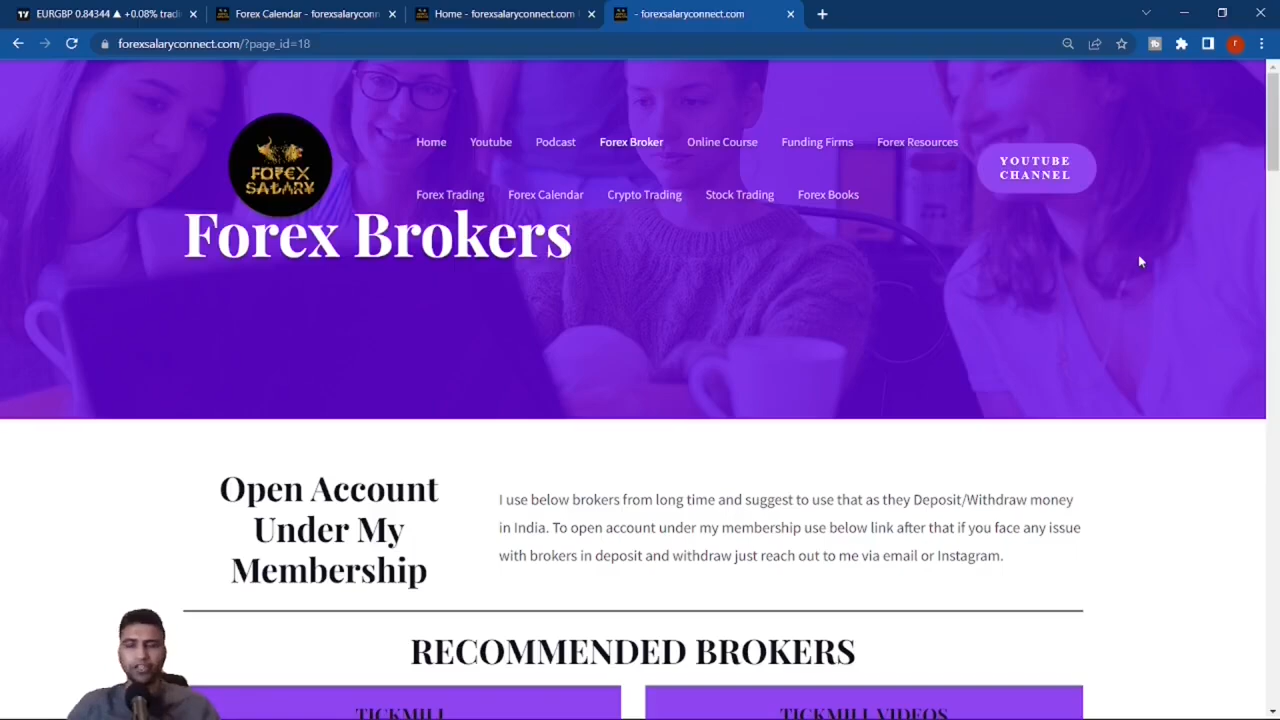 EURGBP 0.84344 ▲ +0.08% tradi
Forex Calendar - forexsalaryconn
Home - forexsalaryconnect.com
- forexsalaryconnect.com
forexsalaryconnect.com/?page_id=18
Home Youtube Podcast Forex Broker Online Course Funding Firms Forex Resources
YOUTUBE
CHANNEL
FOREX
SALARY
Forex Trading Forex Calendar Crypto Trading Stock Trading Forex Books
Forex Brokers
Open Account
Under My
Membership
I use below brokers from long time and suggest to use that as they Deposit/Withdraw money
in India. To open account under my membership use below link after that if you face any issue
with brokers in deposit and withdraw just reach out to me via email or Instagram.
RECOMMENDED BROKERS
TICKMILL
TICKMILL VIDEOS